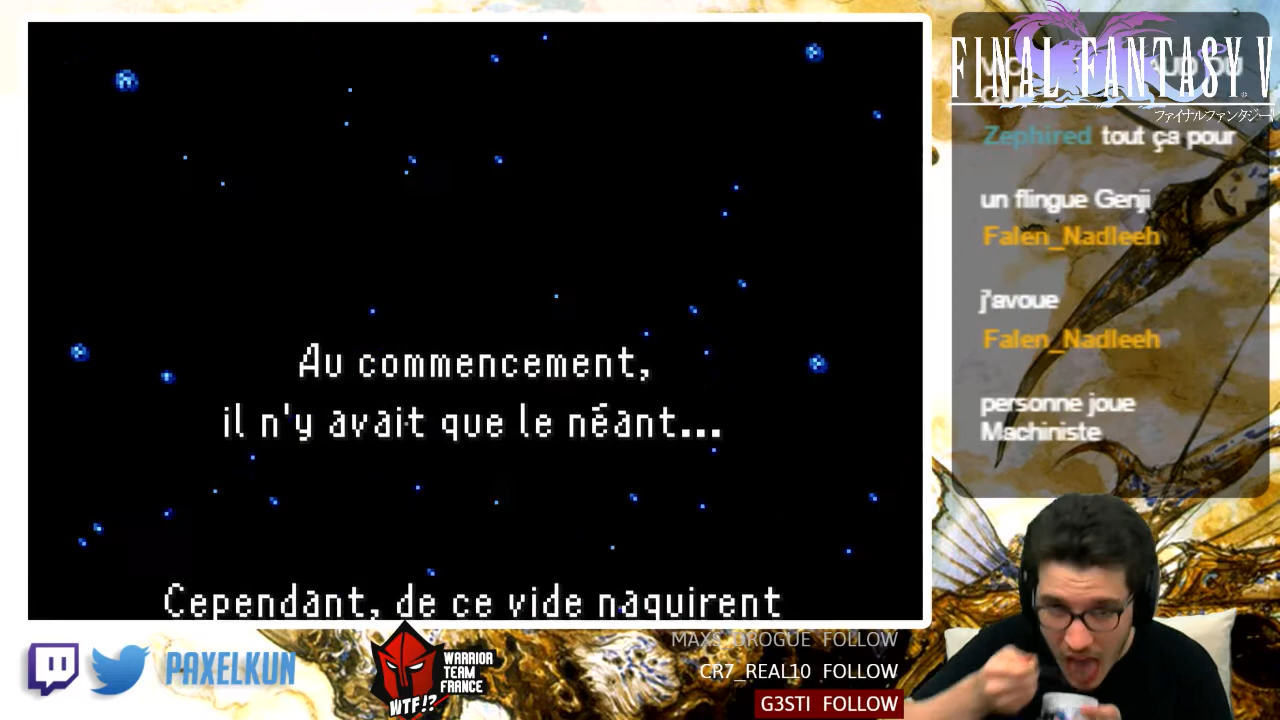 FINAL FANTASY V
ファイナルファンタジーV
Zephired tout ça pour
un flingue Genji
Falen_Nadleeh
j'avoue
Falen_Nadleeh
personne joue
Machiniste
Au commencement,
il n'y avait que le néant...
Cependant, de ce vide naquirent
PAXELKUN
WARRIOR
TEAM
FRANCE
WTF!?
FOLLOW
CR7_REAL10 FOLLOW
G3STI FOLLOW